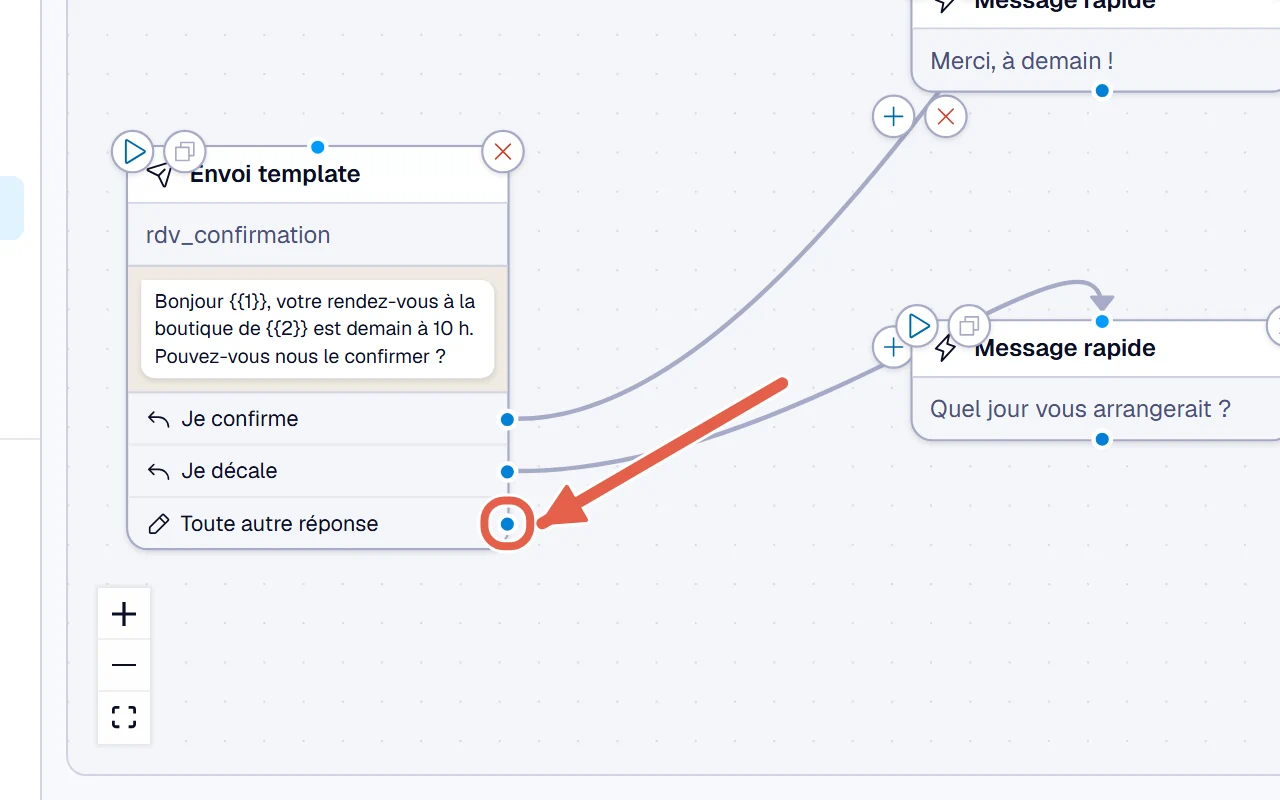 Message rapide
Merci, à demain !
Envoi template
rdv_confirmation
Bonjour {{1}}, votre rendez-vous à la
boutique de {{2}} est demain à 10 h.
Pouvez-vous nous le confirmer ?
Je confirme
Je décale
Toute autre réponse
Message rapide
Quel jour vous arrangerait ?